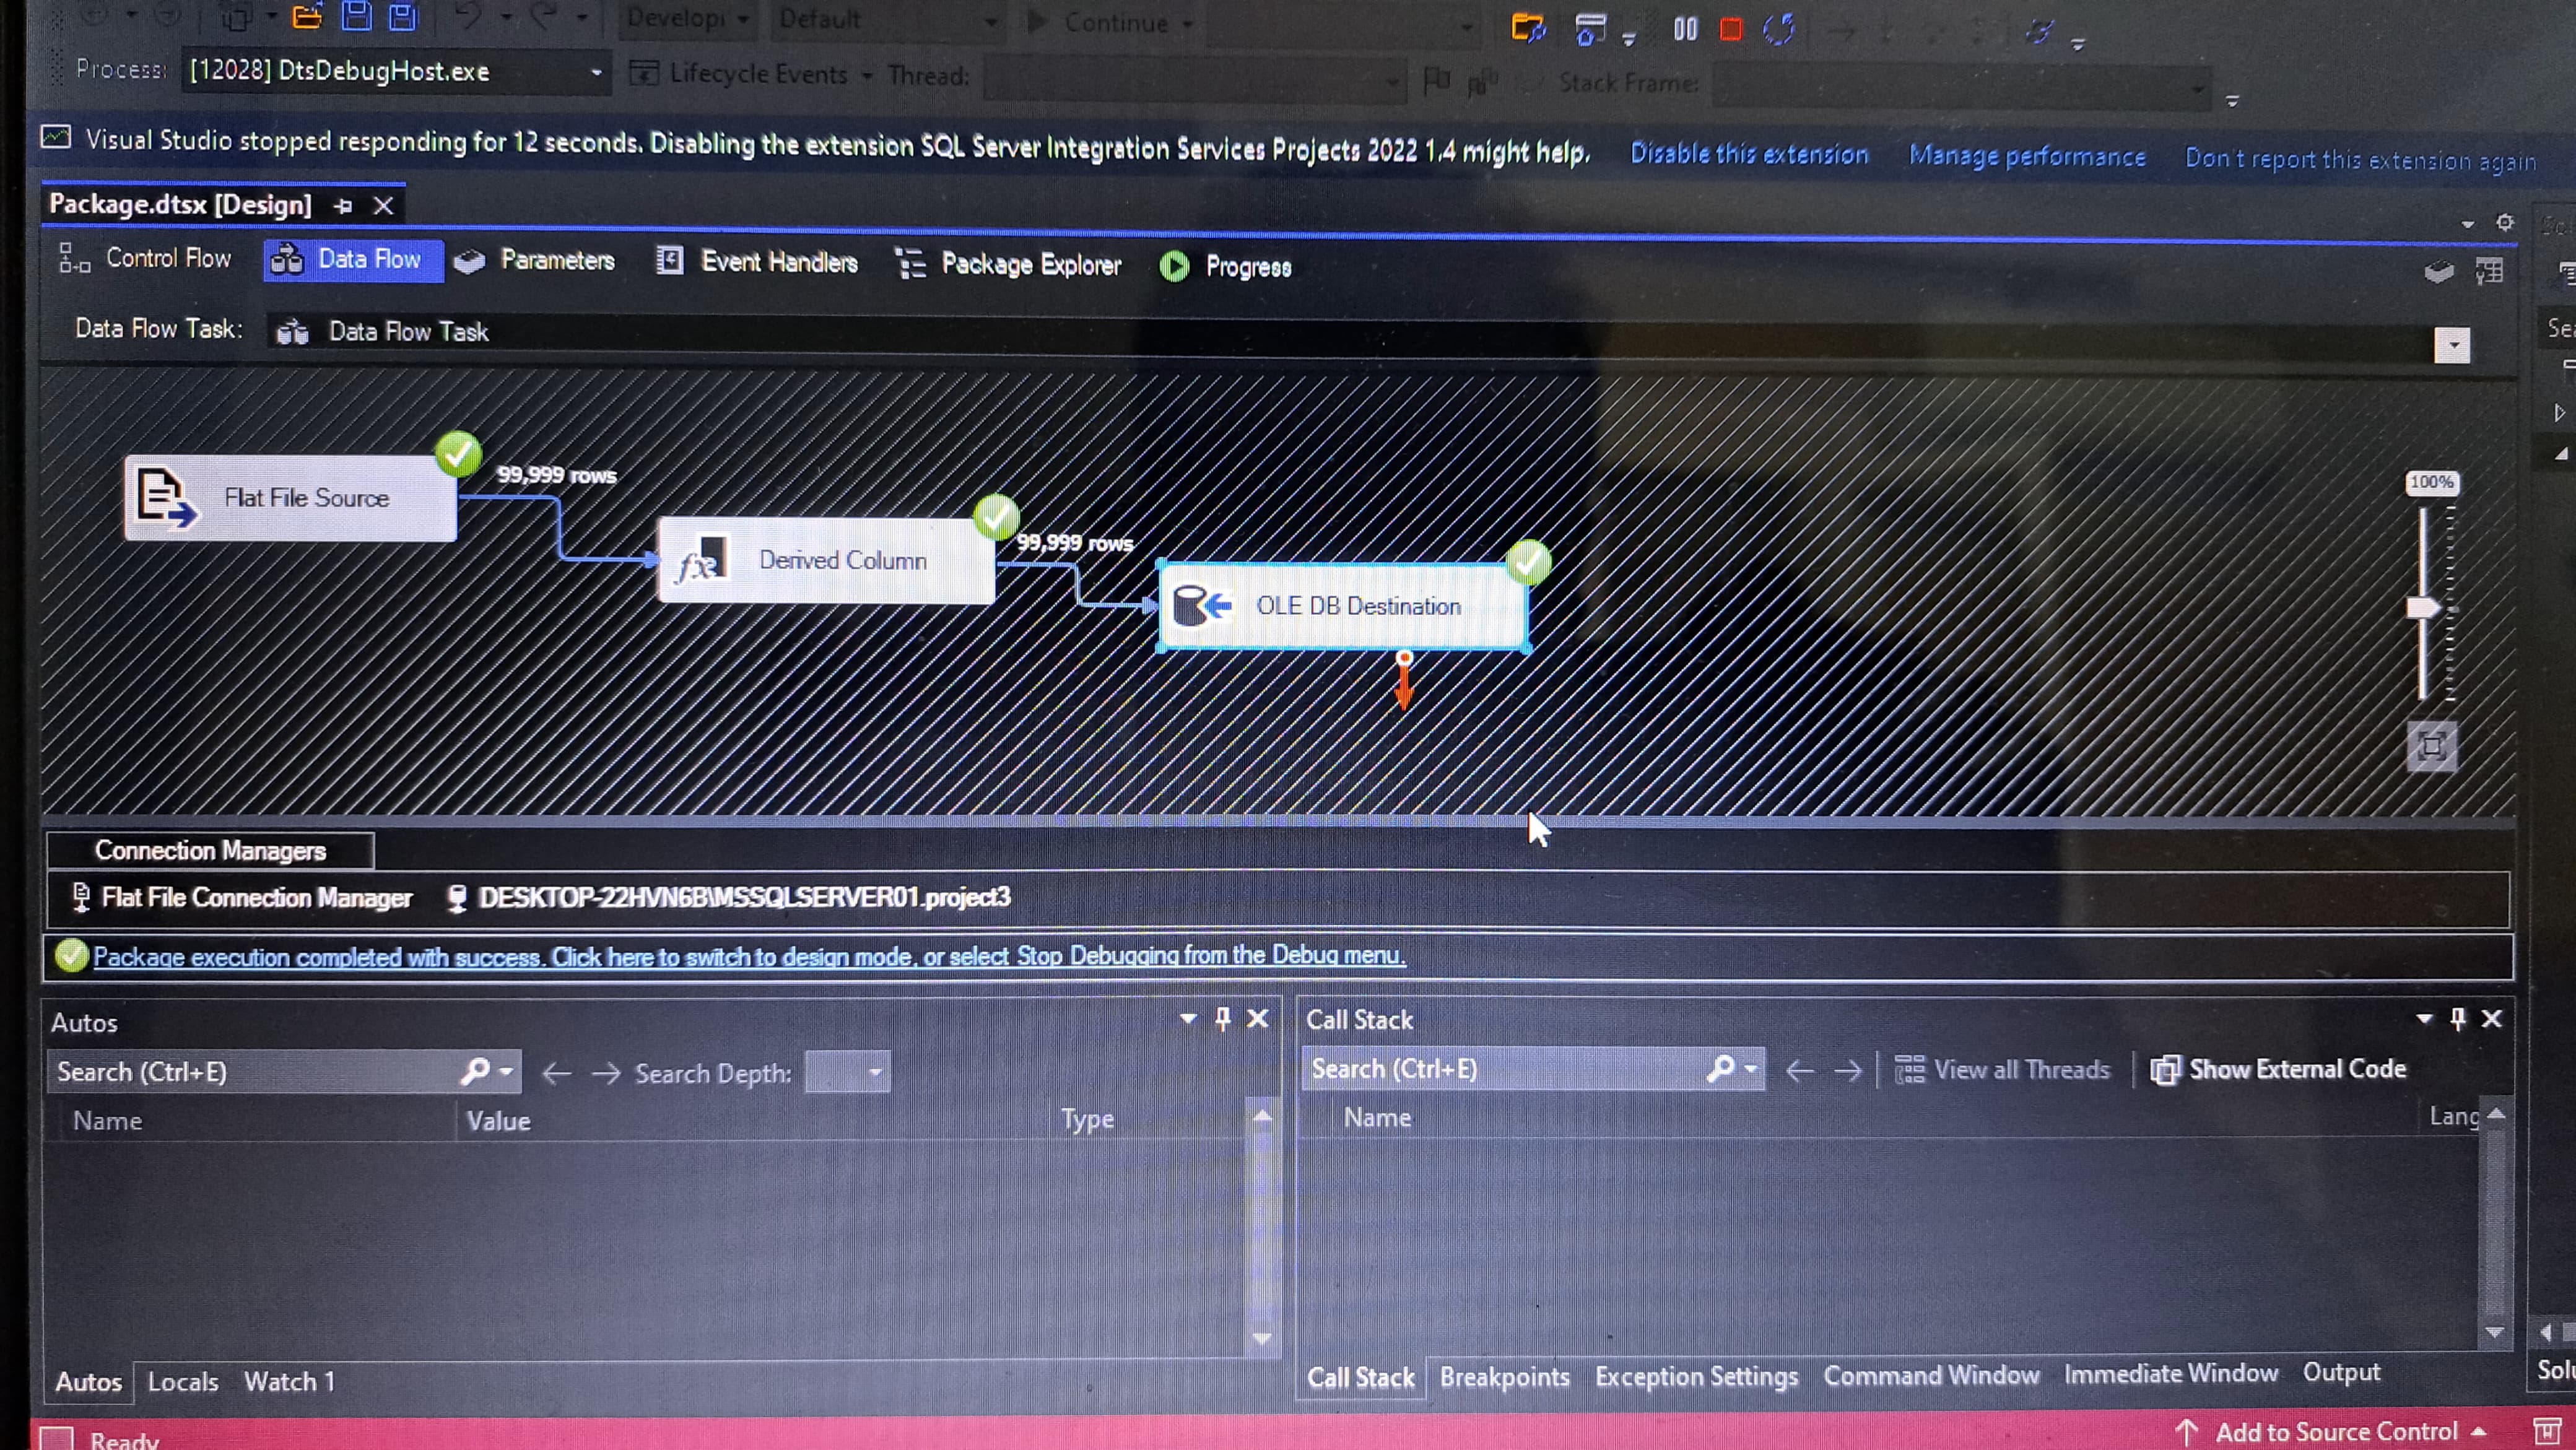 Develop
Default
Continue
Process:
[12028] DtsDebugHost.exe
Lifecycle Events
Thread:
Stack Frame:
Visual Studio stopped responding for 12 seconds. Disabling the extension SQL Server Integration Services Projects 2022 1.4 might help.
Disable this extension
Manage performance
Don't report this extension again
Package.dtsx [Design]
Control Flow
Data Flow
Parameters
Event Handlers
Package Explorer
Progress
Data Flow Task:
Data Flow Task
99,999 rows
Flat File Source
99,999 rows
Derived Column
OLE DB Destination
100%
Connection Managers
Flat File Connection Manager
DESKTOP-22HVN6B\MSSQLSERVER01.project3
Package execution completed with success. Click here to switch to design mode, or select Stop Debugging from the Debug menu.
Autos
Search (Ctrl+E)
Search Depth:
Name
Value
Type
Call Stack
Search (Ctrl+E)
View all Threads
Show External Code
Name
Lang
Autos
Locals
Watch 1
Call Stack
Breakpoints
Exception Settings
Command Window
Immediate Window
Output
Solu
Ready
Add to Source Control